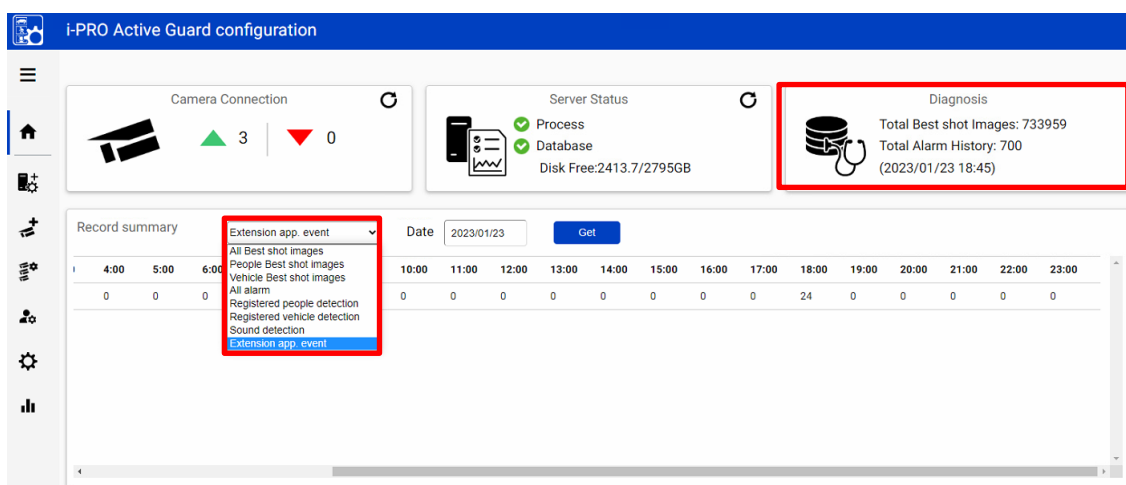 i-PRO Active Guard configuration
Camera Connection
3
0
Server Status
Process
Database
Disk Free:2413.7/2795GB
Diagnosis
Total Best shot Images: 733959
Total Alarm History: 700
(2023/01/23 18:45)
Record summary
Extension app. event
Date
2023/01/23
Get
All Best shot images
People Best shot images
Vehicle Best shot images
All alarm
Registered people detection
Registered vehicle detection
Sound detection
Extension app. event
4:00 5:00 6:00 10:00 11:00 12:00 13:00 14:00 15:00 16:00 17:00 18:00 19:00 20:00 21:00 22:00 23:00
0 0 0 0 0 0 0 0 0 0 0 24 0 0 0 0 0